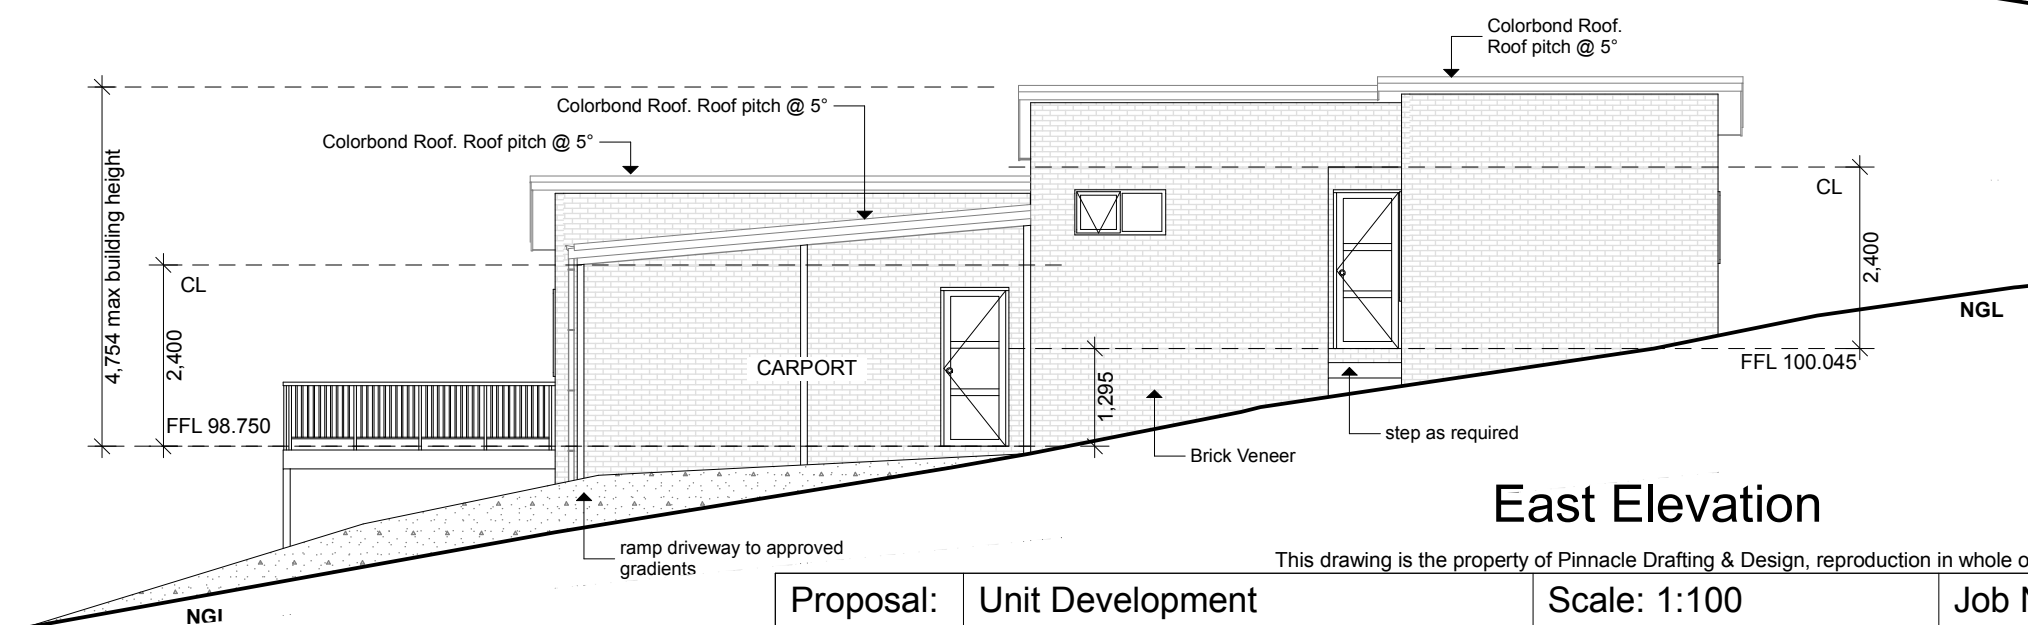 Colorbond Roof.
Roof pitch @ 5°
Colorbond Roof. Roof pitch @ 5°
Colorbond Roof. Roof pitch @ 5°
4,754 max building height
CL
2,400
FFL 98.750
CARPORT
1,295
CL
2,400
NGL
FFL 100.045
step as required
Brick Veneer
East Elevation
ramp driveway to approved
gradients
This drawing is the property of Pinnacle Drafting & Design, reproduction in whole o
NGL
Proposal: Unit Development Scale: 1:100 Job N